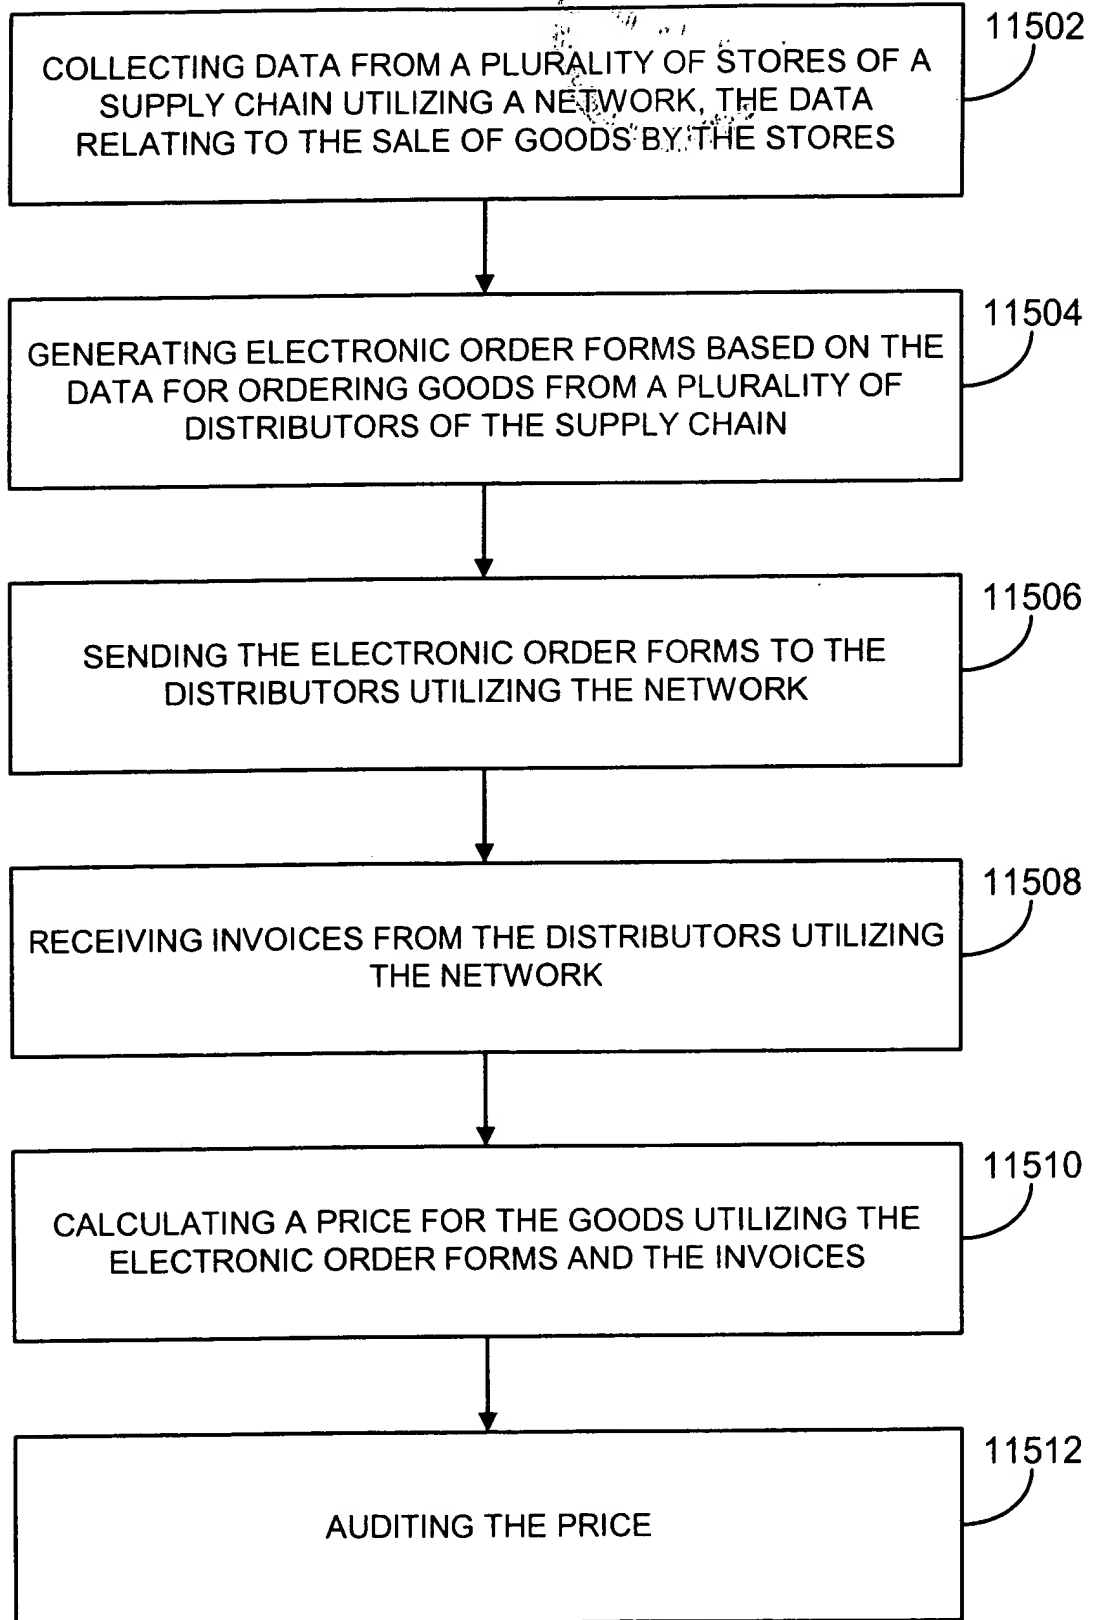 11502
COLLECTING DATA FROM A PLURALITY OF STORES OF A
SUPPLY CHAIN UTILIZING A NETWORK, THE DATA
RELATING TO THE SALE OF GOODS BY THE STORES
11504
GENERATING ELECTRONIC ORDER FORMS BASED ON THE
DATA FOR ORDERING GOODS FROM A PLURALITY OF
DISTRIBUTORS OF THE SUPPLY CHAIN
11506
SENDING THE ELECTRONIC ORDER FORMS TO THE
DISTRIBUTORS UTILIZING THE NETWORK
11508
RECEIVING INVOICES FROM THE DISTRIBUTORS UTILIZING
THE NETWORK
11510
CALCULATING A PRICE FOR THE GOODS UTILIZING THE
ELECTRONIC ORDER FORMS AND THE INVOICES
11512
AUDITING THE PRICE